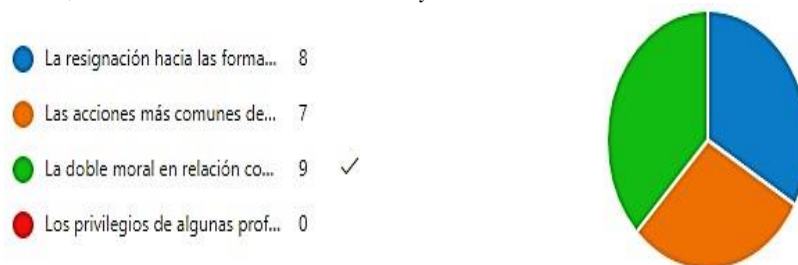 La resignación hacia las forma... 8
Las acciones más comunes de... 7
La doble moral en relación co... 9
Los privilegios de algunas prof... 0